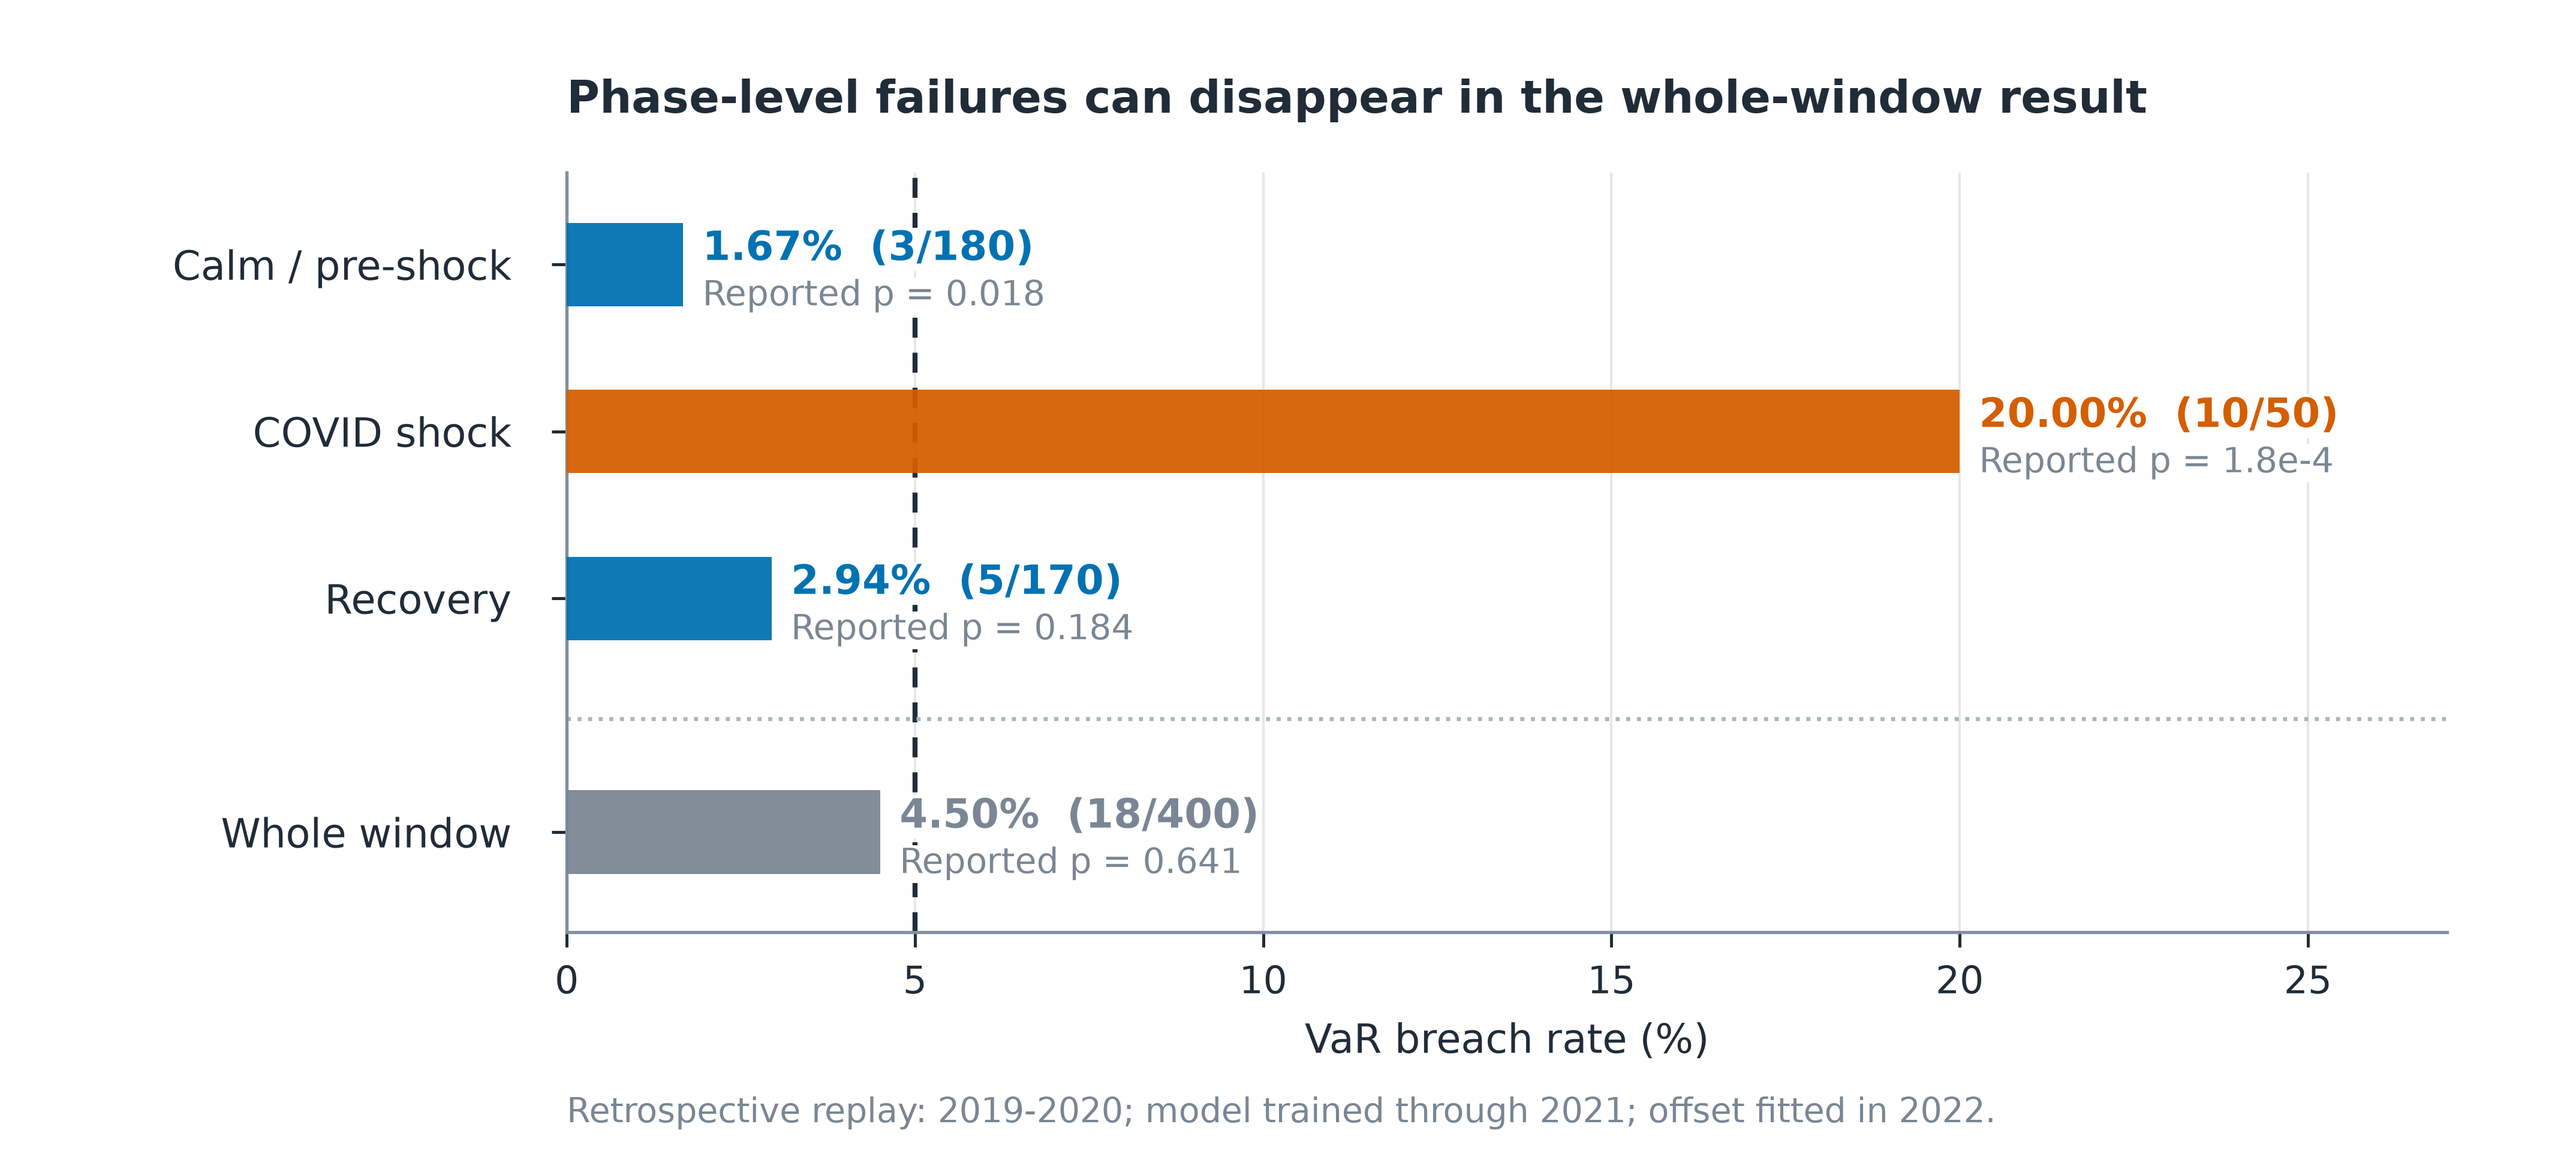 Phase-level failures can disappear in the whole-window result
Calm / pre-shock
1.67% (3/180)
Reported p = 0.018
COVID shock
20.00% (10/50)
Reported p = 1.8e-4
Recovery
2.94% (5/170)
Reported p = 0.184
Whole window
4.50% (18/400)
Reported p = 0.641
0 5 10 15 20 25
VaR breach rate (%)
Retrospective replay: 2019-2020; model trained through 2021; offset fitted in 2022.